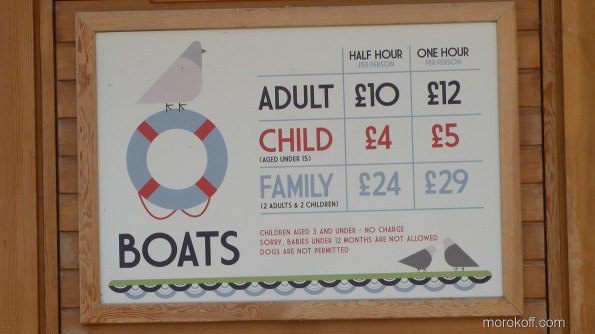 HALF HOUR ONE HOUR
PER PERSON PER PERSON
ADULT £10 £12
CHILD £4 £5
(AGED UNDER 15)
FAMILY £24 £29
(2 ADULTS & 2 CHILDREN)
BOATS
CHILDREN AGED 3 AND UNDER - NO CHARGE
SORRY, BABIES UNDER 12 MONTHS ARE NOT ALLOWED
DOGS ARE NOT PERMITTED
morokoff.com